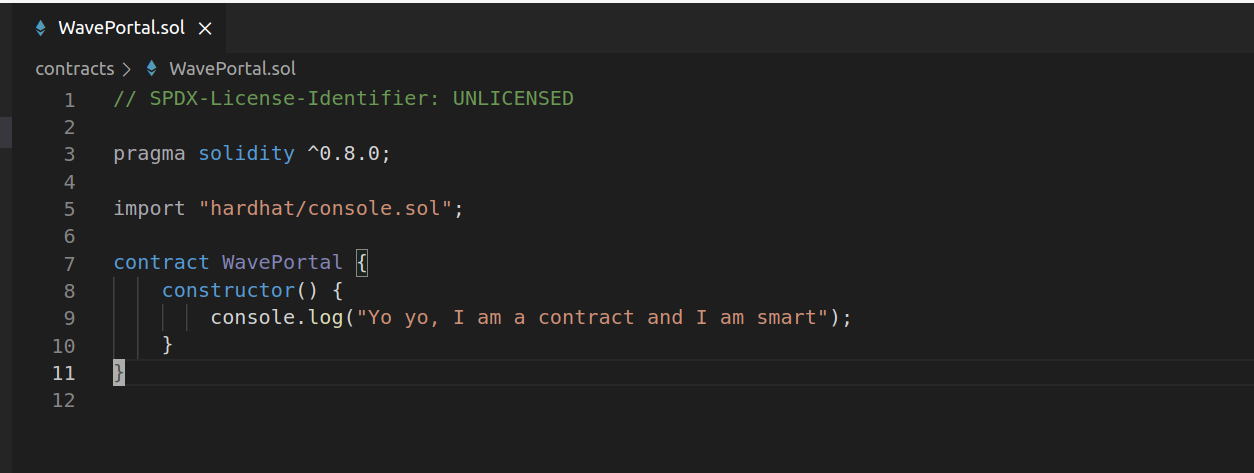 WavePortal.sol ×
contracts > WavePortal.sol
1 // SPDX-License-Identifier: UNLICENSED
2
3 pragma solidity ^0.8.0;
4
5 import "hardhat/console.sol";
6
7 contract WavePortal {
8     constructor() {
9         console.log("Yo yo, I am a contract and I am smart");
10     }
11 }
12